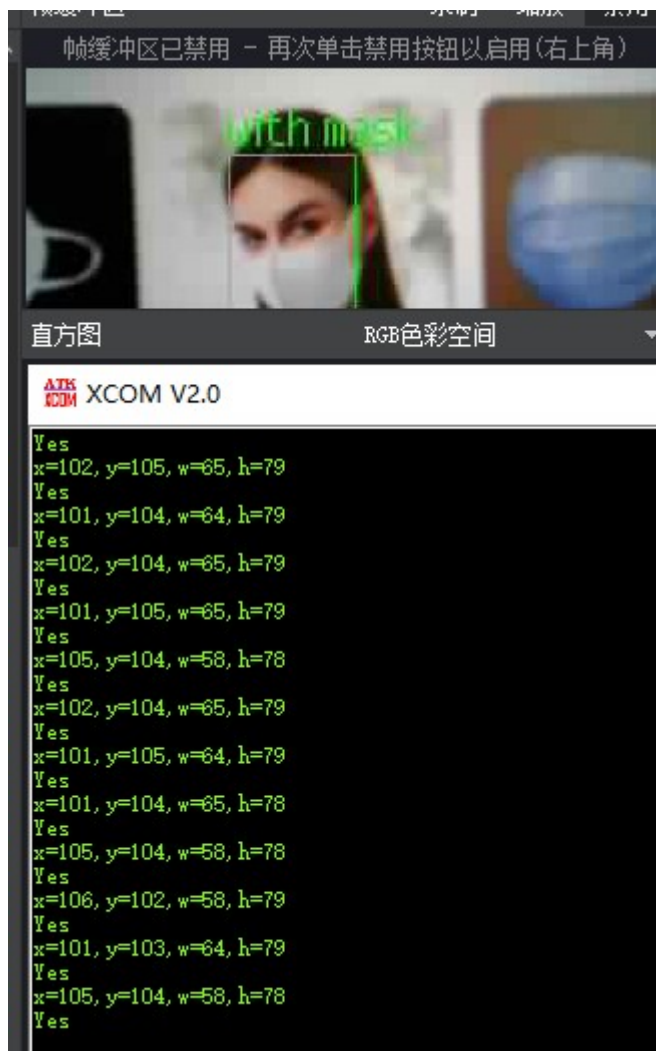 帧缓冲区已禁用 - 再次单击禁用按钮以启用(右上角)
with mask
直方图 RGB色彩空间
ATK XCOM XCOM V2.0
Yes
x=102, y=105, w=65, h=79
Yes
x=101, y=104, w=64, h=79
Yes
x=102, y=104, w=65, h=79
Yes
x=101, y=105, w=65, h=79
Yes
x=105, y=104, w=58, h=78
Yes
x=102, y=104, w=65, h=79
Yes
x=101, y=105, w=64, h=79
Yes
x=101, y=104, w=65, h=78
Yes
x=105, y=104, w=58, h=78
Yes
x=106, y=102, w=58, h=79
Yes
x=101, y=103, w=64, h=79
Yes
x=105, y=104, w=58, h=78
Yes